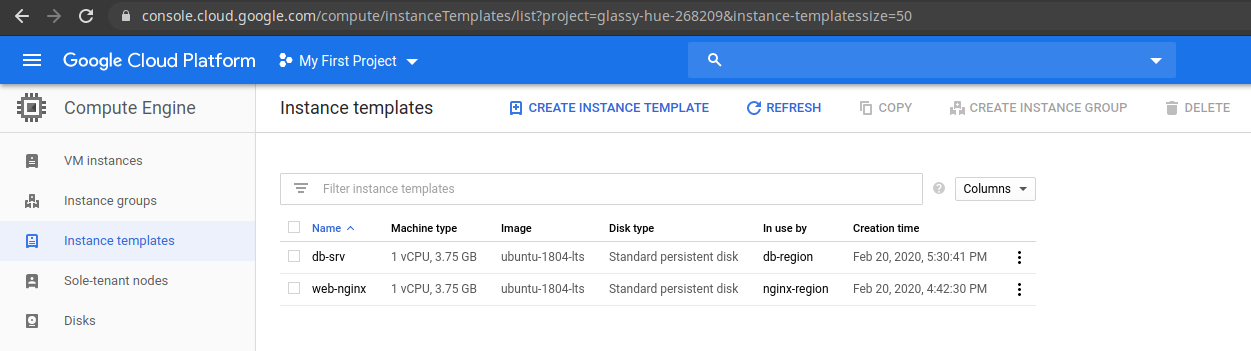 console.cloud.google.com/compute/instanceTemplates/list?project=glassy-hue-268209&instance-templatessize=50
Google Cloud Platform My First Project
Compute Engine Instance templates CREATE INSTANCE TEMPLATE REFRESH COPY CREATE INSTANCE GROUP DELETE
VM instances
Instance groups
Instance templates
Sole-tenant nodes
Disks
Filter instance templates ? Columns
Name Machine type Image Disk type In use by Creation time
db-srv 1 vCPU, 3.75 GB ubuntu-1804-lts Standard persistent disk db-region Feb 20, 2020, 5:30:41 PM
web-nginx 1 vCPU, 3.75 GB ubuntu-1804-lts Standard persistent disk nginx-region Feb 20, 2020, 4:42:30 PM